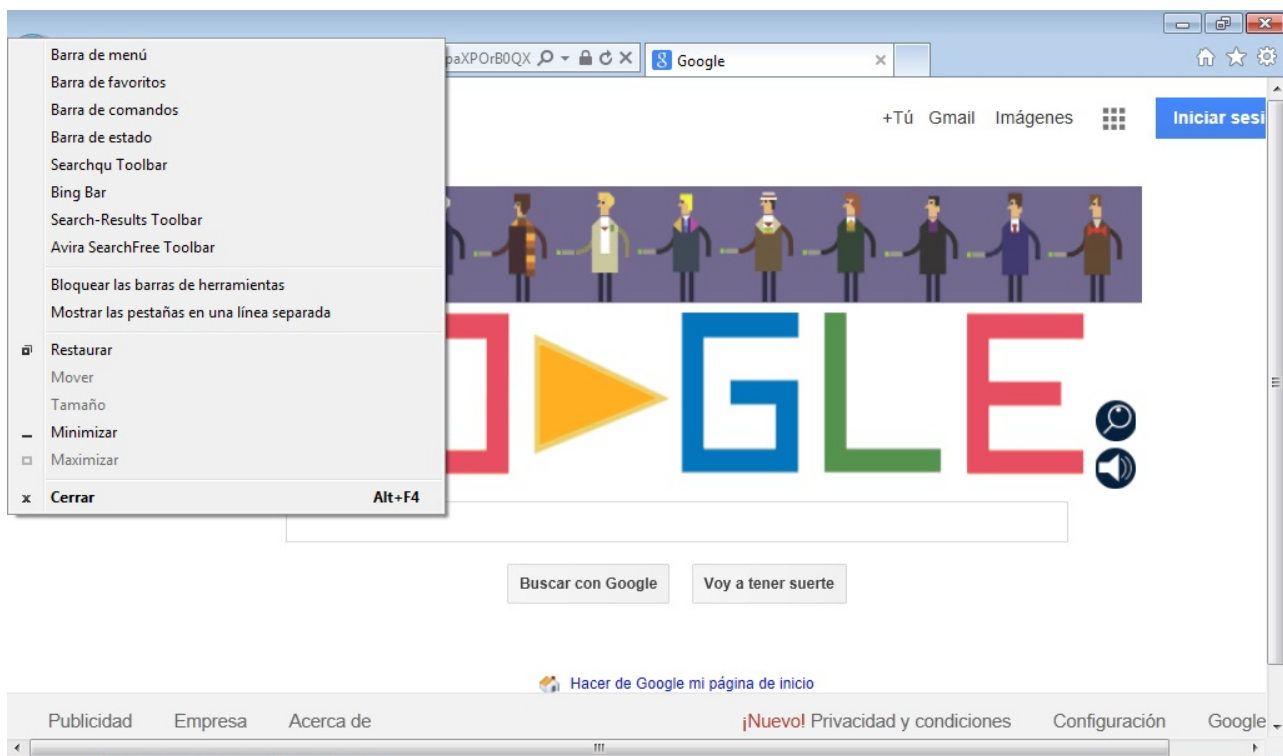 Barra de menú
Barra de favoritos
Barra de comandos
Barra de estado
Searchqu Toolbar
Bing Bar
Search-Results Toolbar
Avira SearchFree Toolbar
Bloquear las barras de herramientas
Mostrar las pestañas en una línea separada
Restaurar
Mover
Tamaño
Minimizar
Maximizar
Cerrar Alt+F4
paXPOrB0QX
8 Google
+Tú Gmail Imágenes Iniciar sesi
GLE
Buscar con Google Voy a tener suerte
Hacer de Google mi página de inicio
Publicidad Empresa Acerca de ¡Nuevo! Privacidad y condiciones Configuración Google